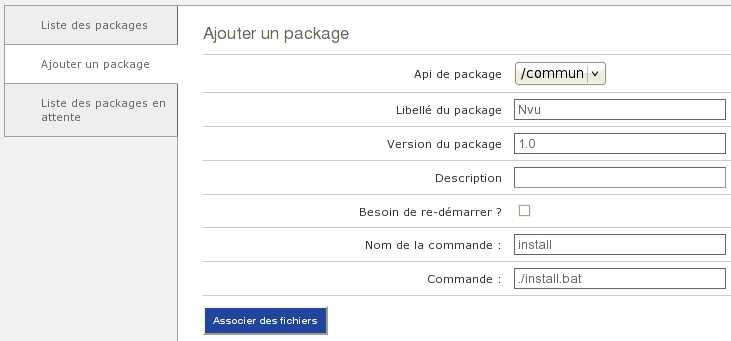 Liste des packages
Ajouter un package
Liste des packages en
attente
Ajouter un package
Api de package /commun
Libellé du package Nvu
Version du package 1.0
Description
Besoin de re-démarrer ?
Nom de la commande : install
Commande : ./install.bat
Associer des fichiers